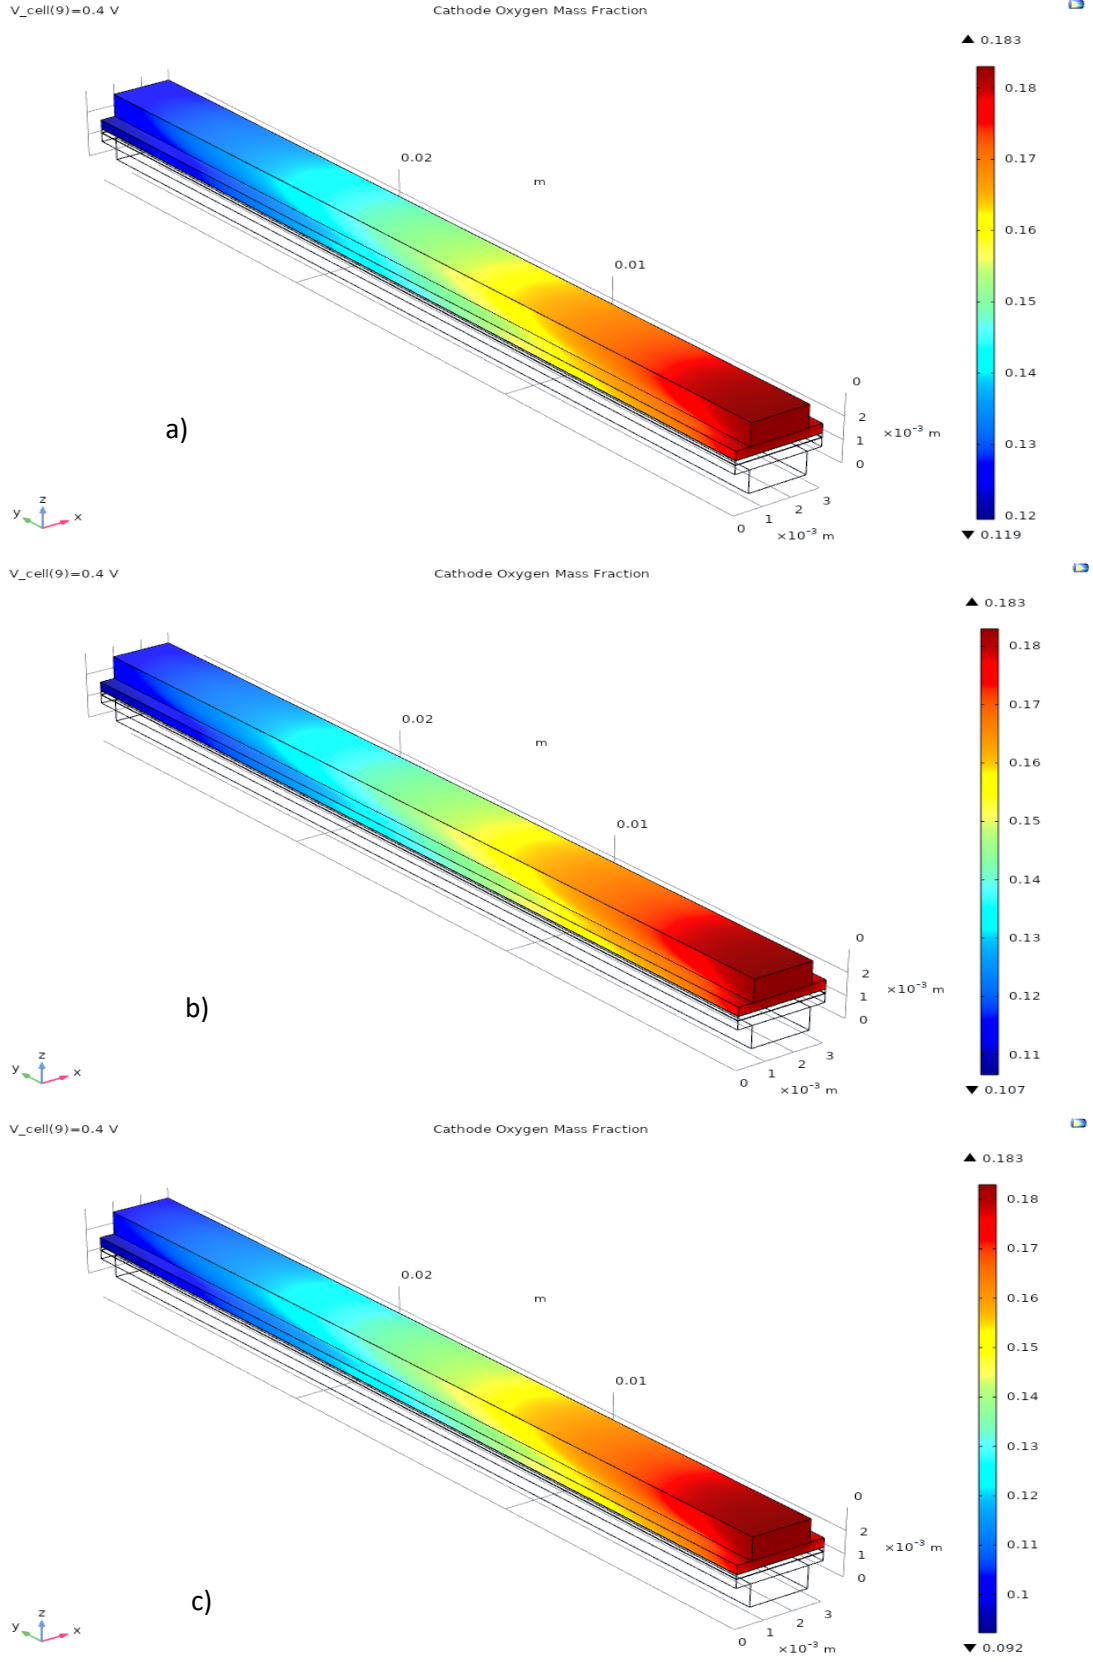 V_cell(9)=0.4 V
Cathode Oxygen Mass Fraction
▲ 0.183
0.18
0.17
0.16
0.15
0.14
0.13
0.12
▼ 0.119
0.02
m
0.01
0
2
1
0
×10⁻³ m
3
2
1
0
×10⁻³ m
a)
z
y
x
V_cell(9)=0.4 V
Cathode Oxygen Mass Fraction
▲ 0.183
0.18
0.17
0.16
0.15
0.14
0.13
0.12
0.11
▼ 0.107
0.02
m
0.01
0
2
1
0
×10⁻³ m
3
2
1
0
×10⁻³ m
b)
z
y
x
V_cell(9)=0.4 V
Cathode Oxygen Mass Fraction
▲ 0.183
0.18
0.17
0.16
0.15
0.14
0.13
0.12
0.11
0.1
▼ 0.092
0.02
m
0.01
0
2
1
0
×10⁻³ m
3
2
1
0
×10⁻³ m
c)
z
y
x